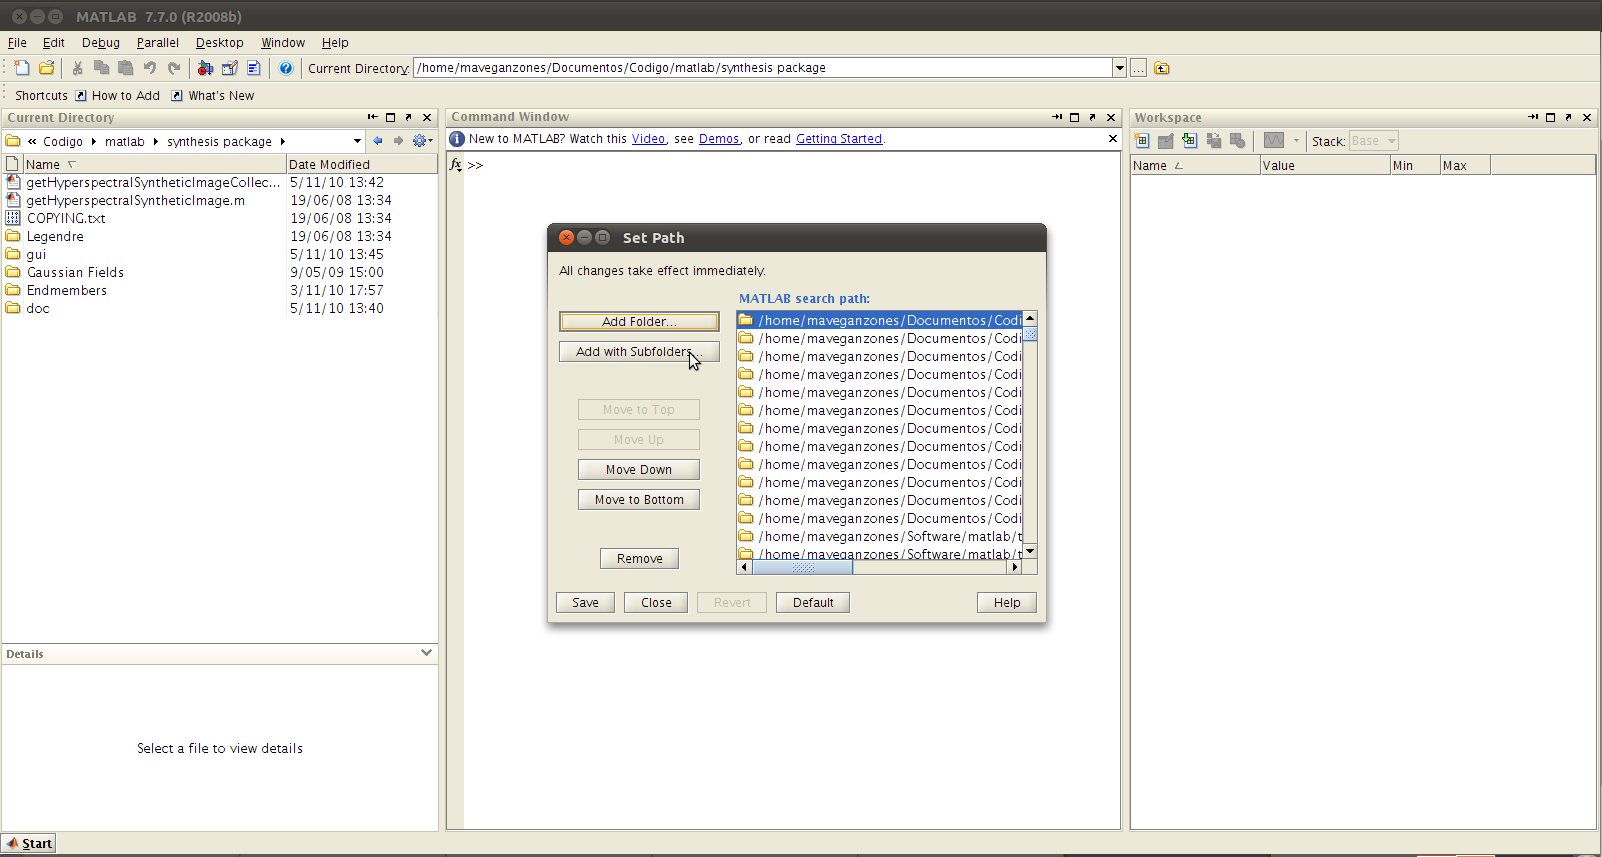 MATLAB 7.7.0 (R2008b)
File Edit Debug Parallel Desktop Window Help
Current Directory: /home/maveganzones/Documentos/Codigo/matlab/synthesis package ...
Shortcuts How to Add What's New
Current Directory
« Codigo matlab synthesis package
Name Date Modified
getHyperspectralSyntheticImageCollec... 5/11/10 13:42
getHyperspectralSyntheticImage.m 19/06/08 13:34
COPYING.txt 19/06/08 13:34
Legendre 19/06/08 13:34
gui 5/11/10 13:45
Gaussian Fields 9/05/09 15:00
Endmembers 3/11/10 17:57
doc 5/11/10 13:40
Details
Select a file to view details
Start
Command Window
New to MATLAB? Watch this Video, see Demos, or read Getting Started.
fx >>
Set Path
All changes take effect immediately.
Add Folder...
Add with Subfolders...
Move to Top
Move Up
Move Down
Move to Bottom
Remove
MATLAB search path:
/home/maveganzones/Documentos/Codi
/home/maveganzones/Documentos/Codi
/home/maveganzones/Documentos/Codi
/home/maveganzones/Documentos/Codi
/home/maveganzones/Documentos/Codi
/home/maveganzones/Documentos/Codi
/home/maveganzones/Documentos/Codi
/home/maveganzones/Documentos/Codi
/home/maveganzones/Documentos/Codi
/home/maveganzones/Documentos/Codi
/home/maveganzones/Documentos/Codi
/home/maveganzones/Documentos/Codi
/home/maveganzones/Software/matlab/t
/home/maveganzones/Software/matlab/t
Save Close Revert Default Help
Workspace
Stack: Base
Name Value Min Max